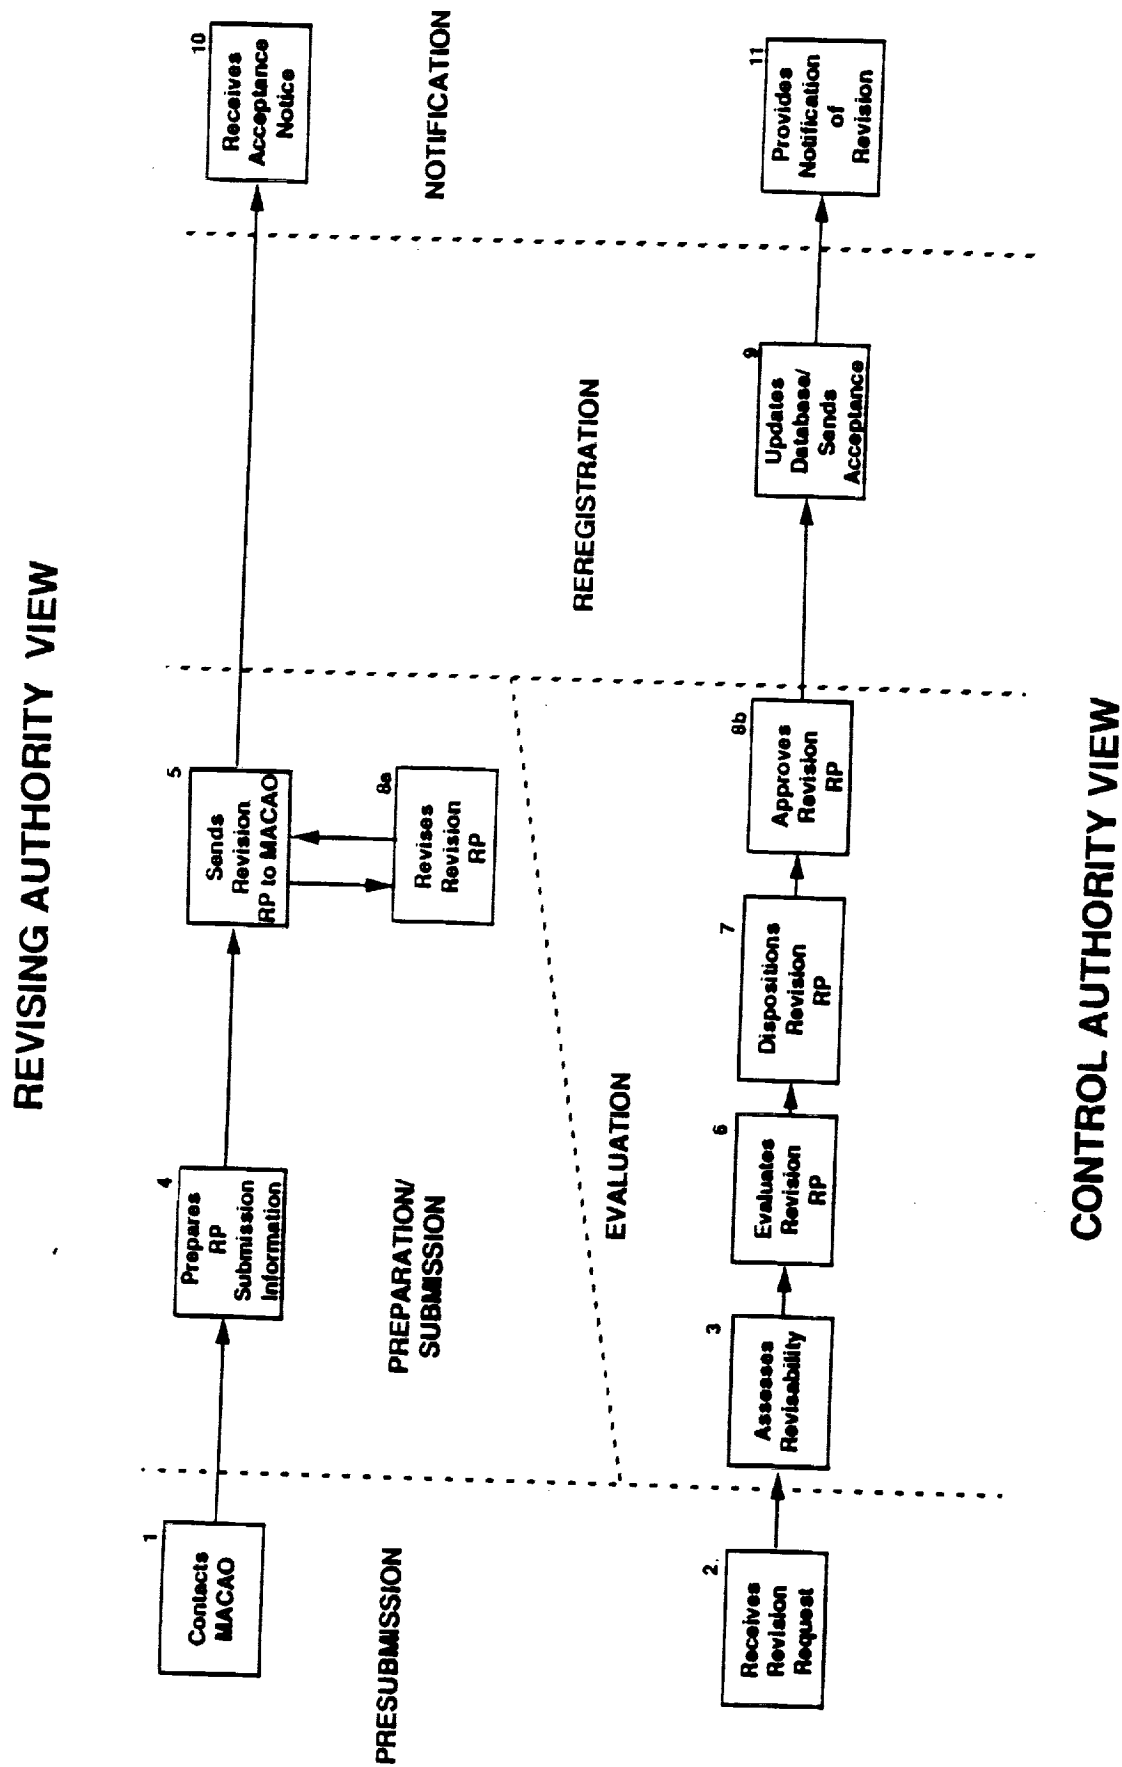 REVISING AUTHORITY VIEW
1
Contacts
MACAO
4
Prepares
RP
Submission
Information
5
Sends
Revision
RP to MACAO
8a
Revises
Revision
RP
10
Receives
Acceptance
Notice
PRESUBMISSION
PREPARATION/
SUBMISSION
EVALUATION
REREGISTRATION
NOTIFICATION
2.
Receives
Revision
Request
3
Assesses
Revisability
6
Evaluates
Revision
RP
7
Dispositions
Revision
RP
8b
Approves
Revision
RP
9
Updates
Database/
Sends
Acceptance
11
Provides
Notification
of
Revision
CONTROL AUTHORITY VIEW